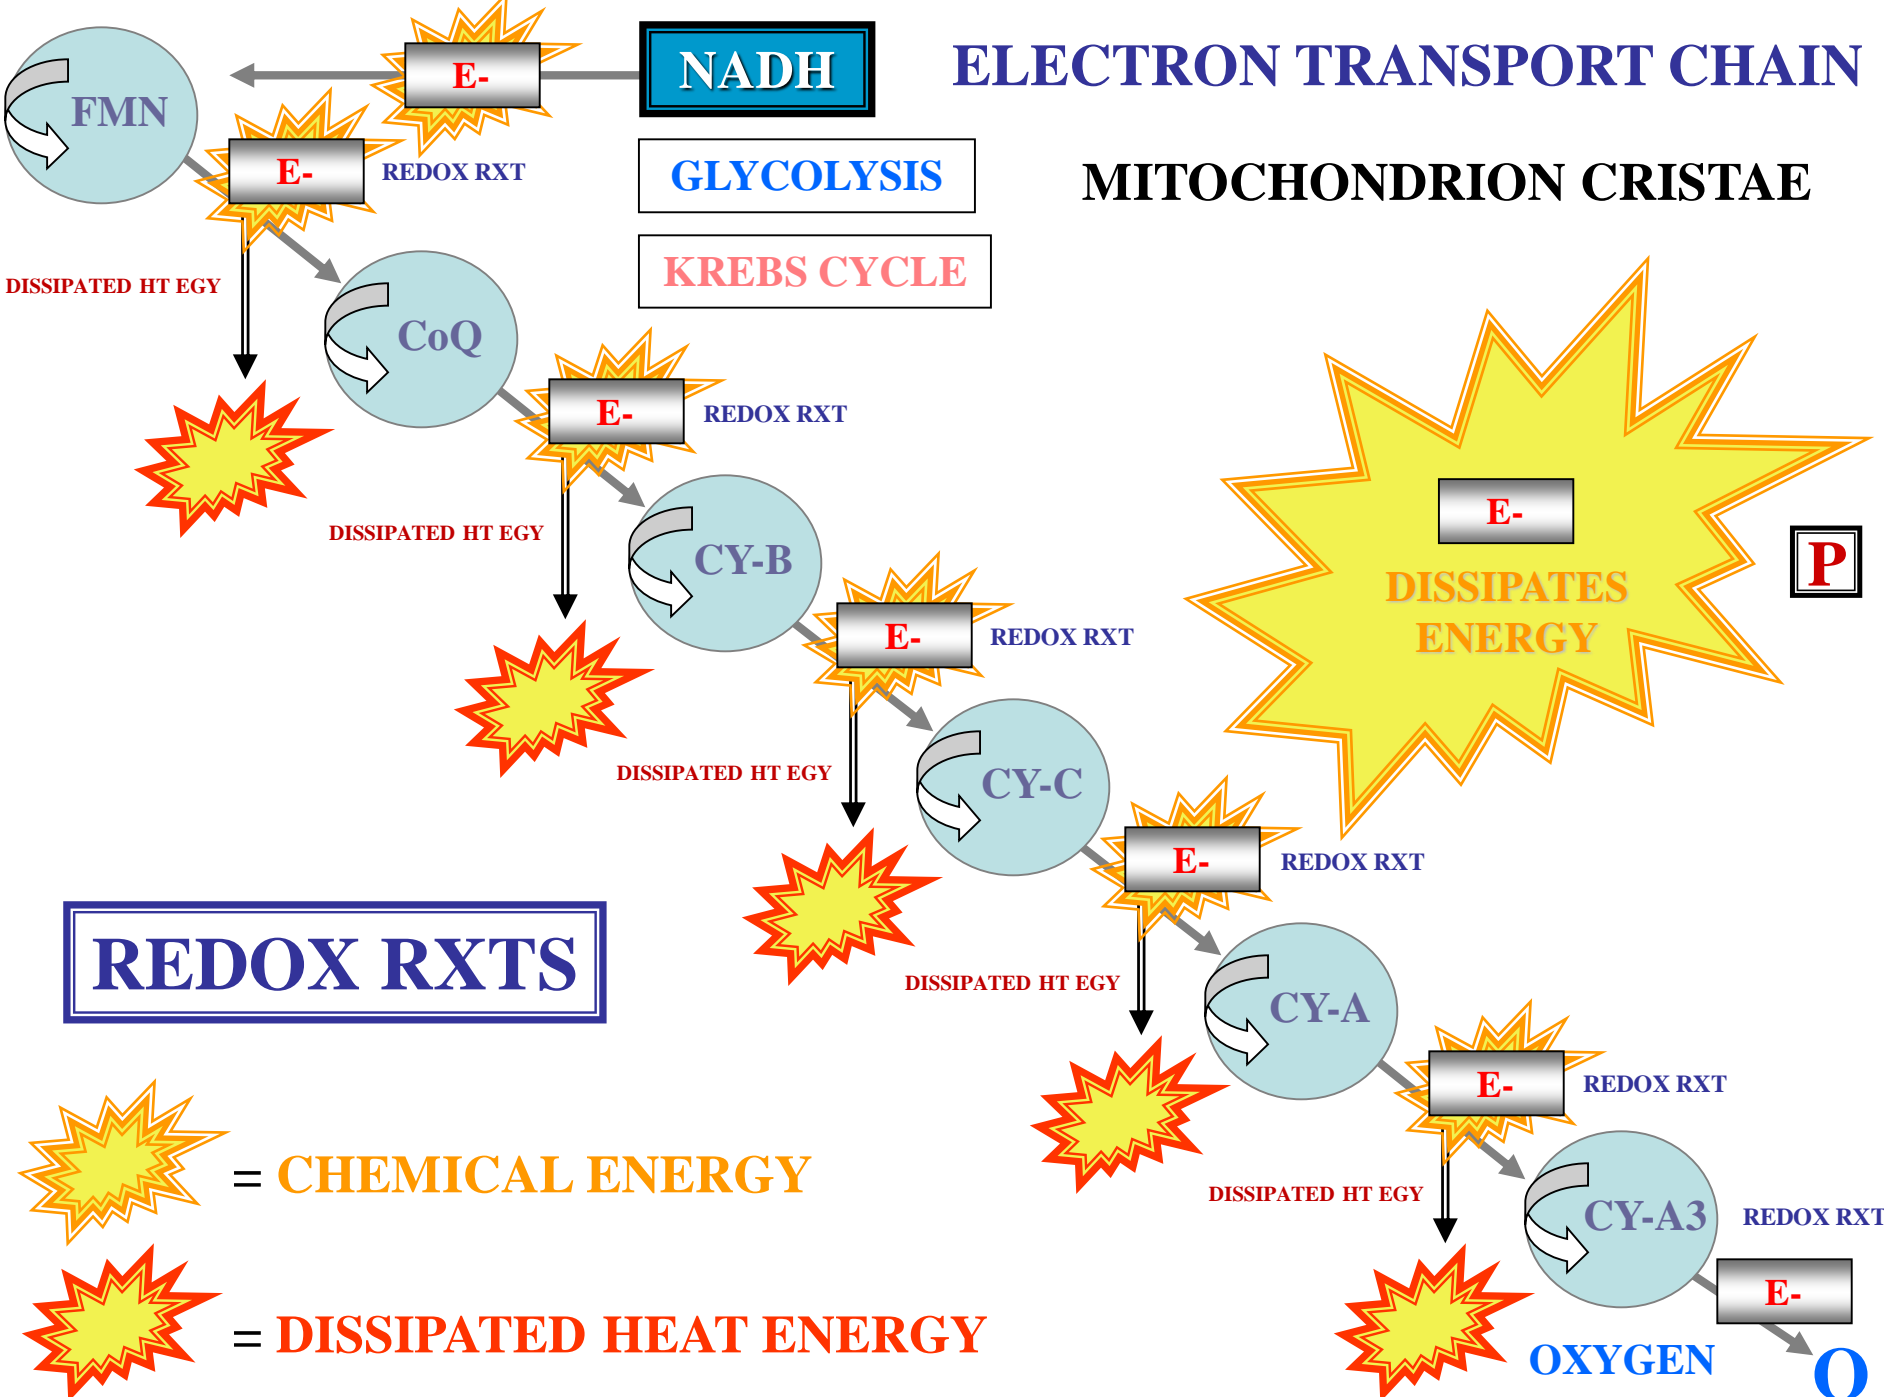 E-
NADH
ELECTRON TRANSPORT CHAIN
FMN
E-
REDOX RXT
GLYCOLYSIS
MITOCHONDRION CRISTAE
KREBS CYCLE
DISSIPATED HT EGY
CoQ
E-
REDOX RXT
E-
DISSIPATES
ENERGY
P
DISSIPATED HT EGY
CY-B
E-
REDOX RXT
DISSIPATED HT EGY
CY-C
E-
REDOX RXT
REDOX RXTS
DISSIPATED HT EGY
CY-A
E-
REDOX RXT
= CHEMICAL ENERGY
DISSIPATED HT EGY
CY-A3
REDOX RXT
E-
= DISSIPATED HEAT ENERGY
OXYGEN
O